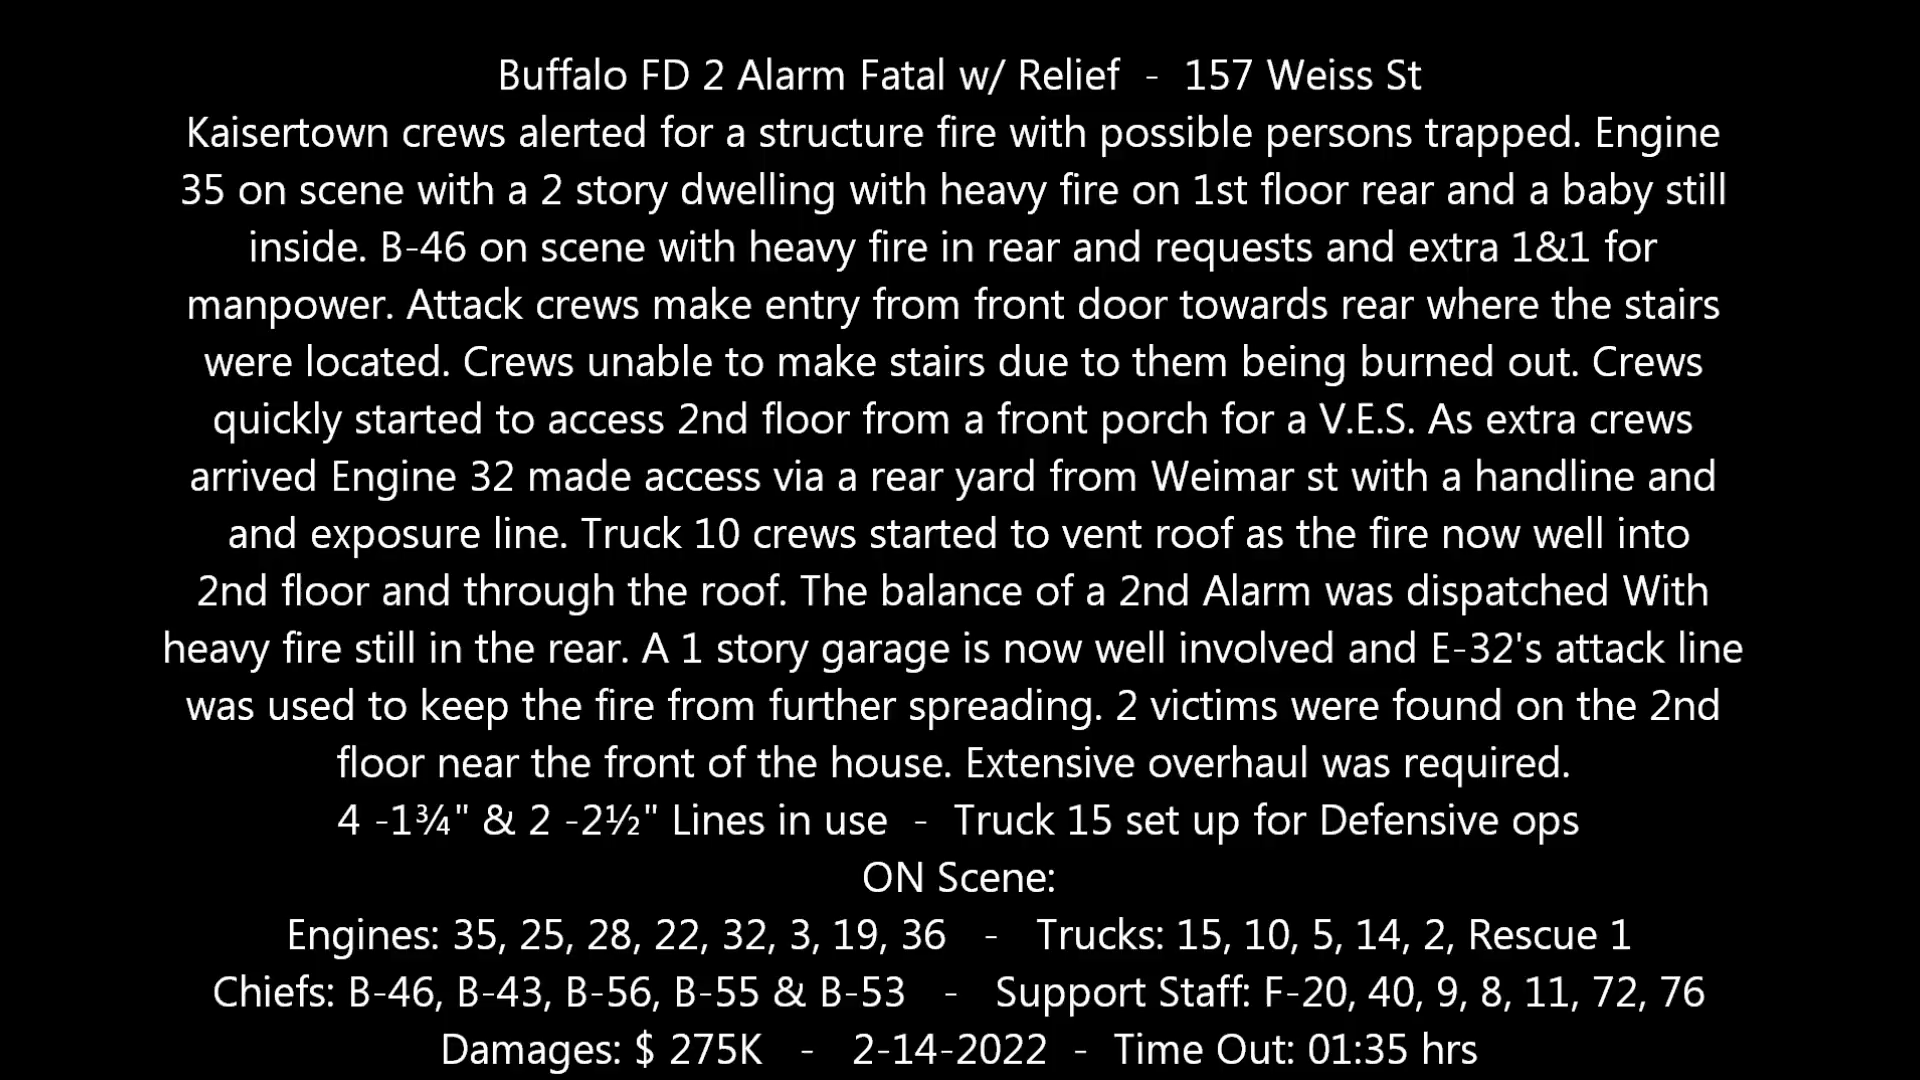 Buffalo FD 2 Alarm Fatal w/ Relief  -  157 Weiss St
Kaisertown crews alerted for a structure fire with possible persons trapped. Engine
35 on scene with a 2 story dwelling with heavy fire on 1st floor rear and a baby still
inside. B-46 on scene with heavy fire in rear and requests and extra 1&1 for
manpower. Attack crews make entry from front door towards rear where the stairs
were located. Crews unable to make stairs due to them being burned out. Crews
quickly started to access 2nd floor from a front porch for a V.E.S. As extra crews
arrived Engine 32 made access via a rear yard from Weimar st with a handline and
and exposure line. Truck 10 crews started to vent roof as the fire now well into
2nd floor and through the roof. The balance of a 2nd Alarm was dispatched With
heavy fire still in the rear. A 1 story garage is now well involved and E-32's attack line
was used to keep the fire from further spreading. 2 victims were found on the 2nd
floor near the front of the house. Extensive overhaul was required.
4 -1¾" & 2 -2½" Lines in use  -  Truck 15 set up for Defensive ops
ON Scene:
Engines: 35, 25, 28, 22, 32, 3, 19, 36   -   Trucks: 15, 10, 5, 14, 2, Rescue 1
Chiefs: B-46, B-43, B-56, B-55 & B-53   -   Support Staff: F-20, 40, 9, 8, 11, 72, 76
Damages: $ 275K   -   2-14-2022  -  Time Out: 01:35 hrs